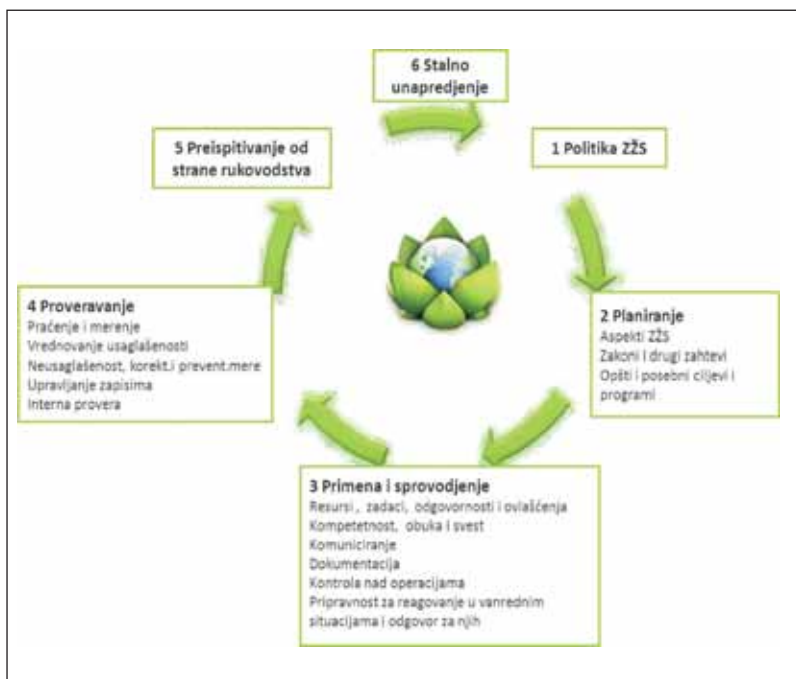 6 Stalno
unapredjenje
1 Politika ZŽS
2 Planiranje
Aspekti ZŽS
Zakoni I drugi zahtevi
Opšti i posebni ciljevi i
programi
3 Primena i sprovodjenje
Resursi , zadaci, odgovornosti i ovlašćenja
Kompetetnost, obuka I svest
Komuniciranje
Dokumentacija
Kontrola nad operacijama
Pripravnost za reagovanje u vanrednim
situacijama i odgovor za njih
4 Proveravanje
Praćenje i merenje
Vrednovanje usaglašenosti
Neusaglašenost, korekt.i prevent.mere
Upravljanje zapisima
Interna provera
5 Preispitivanje od
strane rukovodstva